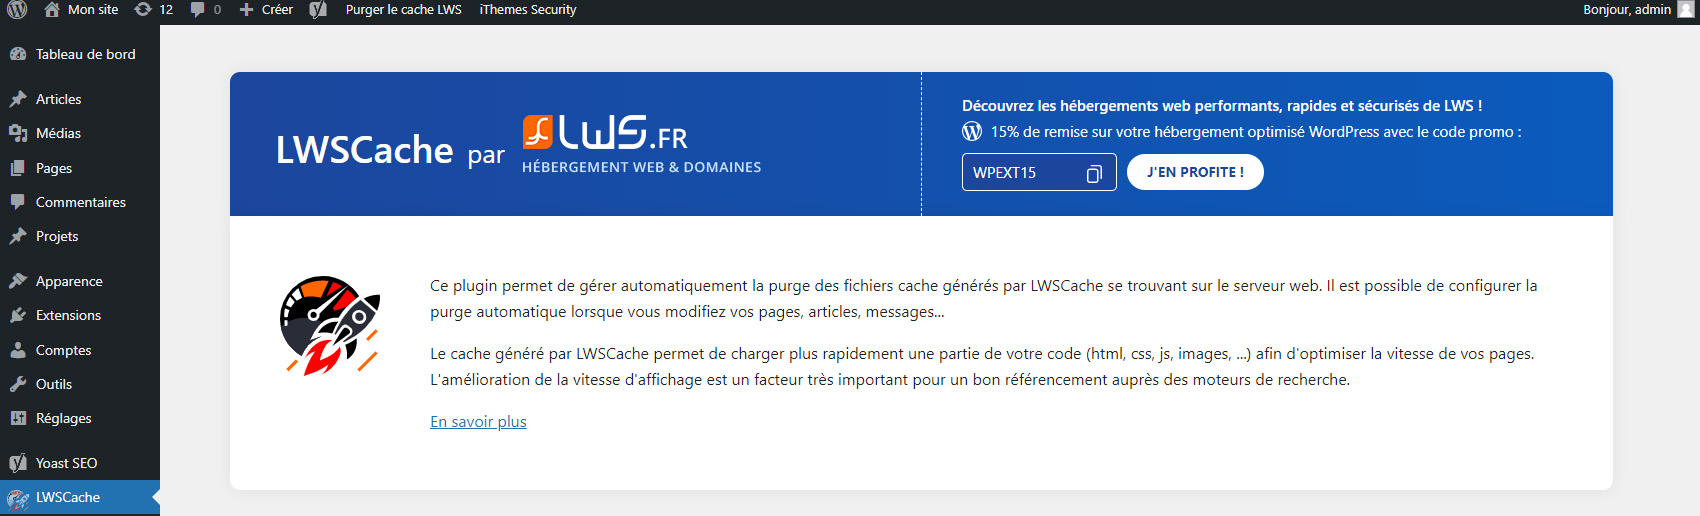 Mon site 12 0 Créer Purger le cache LWS iThemes Security Bonjour, admin
Tableau de bord
Articles
Médias
Pages
Commentaires
Projets
Apparence
Extensions
Comptes
Outils
Réglages
Yoast SEO
LWSCache
LWSCache par LWS.FR
HÉBERGEMENT WEB & DOMAINES
Découvrez les hébergements web performants, rapides et sécurisés de LWS !
15% de remise sur votre hébergement optimisé WordPress avec le code promo :
WPEXT15 J'EN PROFITE !
Ce plugin permet de gérer automatiquement la purge des fichiers cache générés par LWSCache se trouvant sur le serveur web. Il est possible de configurer la
purge automatique lorsque vous modifiez vos pages, articles, messages...
Le cache généré par LWSCache permet de charger plus rapidement une partie de votre code (html, css, js, images, ...) afin d'optimiser la vitesse de vos pages.
L'amélioration de la vitesse d'affichage est un facteur très important pour un bon référencement auprès des moteurs de recherche.
En savoir plus